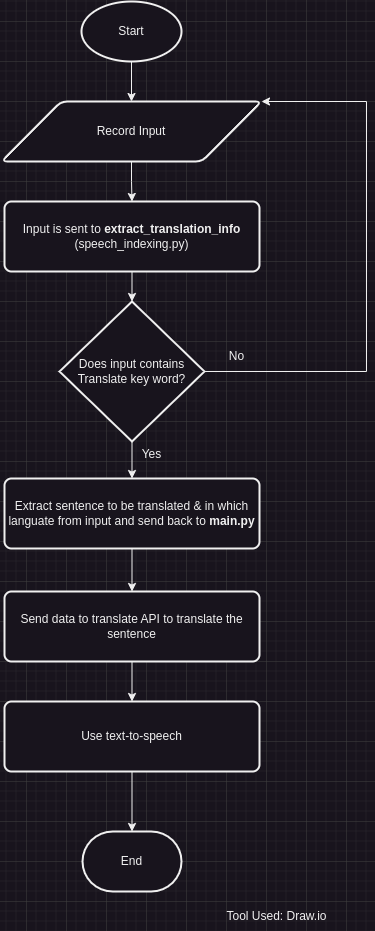 Start
Record Input
Input is sent to extract_translation_info
(speech_indexing.py)
Does input contains
Translate key word?
No
Yes
Extract sentence to be translated & in which
languate from input and send back to main.py
Send data to translate API to translate the
sentence
Use text-to-speech
End
Tool Used: Draw.io